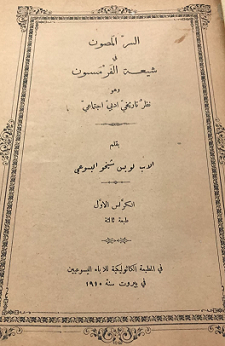 السرّ المصون
في
شيعة الفرمسون
وهو
نظر تاريخي ادبي اجتماعي
بقلم
الاب لويس شيخو اليسوعي
الكراس الاول
طبعة ثالثة
في المطبعة الكاثوليكية للآباء اليسوعيين
في بيروت سنة ١٩١٠